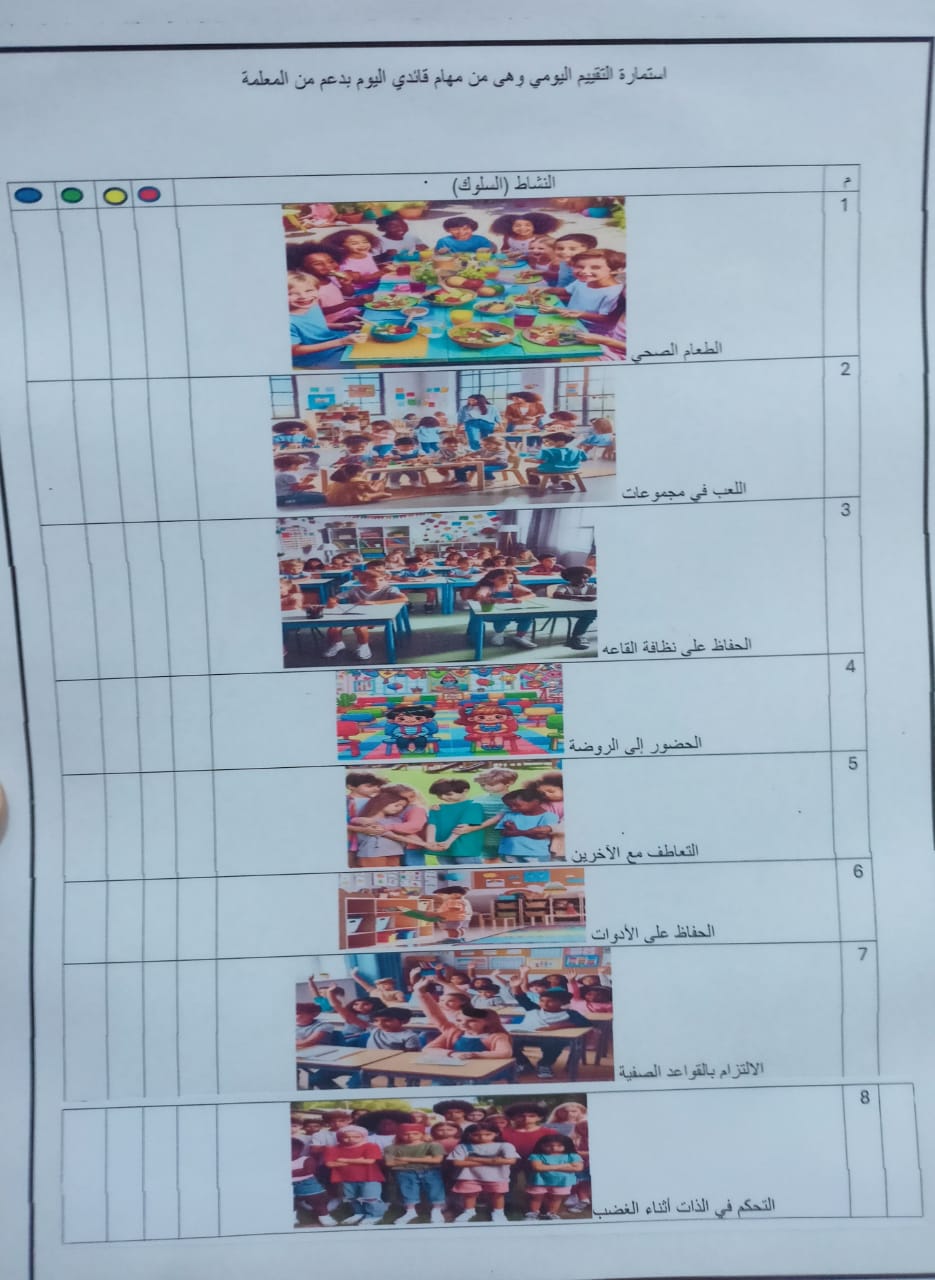 استمارة التقييم اليومي وهى من مهام قائدي اليوم بدعم من المعلمة
م النشاط (السلوك)
1
الطعام الصحي
2
اللعب في مجموعات
3
الحفاظ على نظافة القاعه
4
الحضور إلى الروضة
5
التعاطف مع الآخرين
6
الحفاظ على الأدوات
7
الالتزام بالقواعد الصفية
8
التحكم في الذات أثناء الغضب